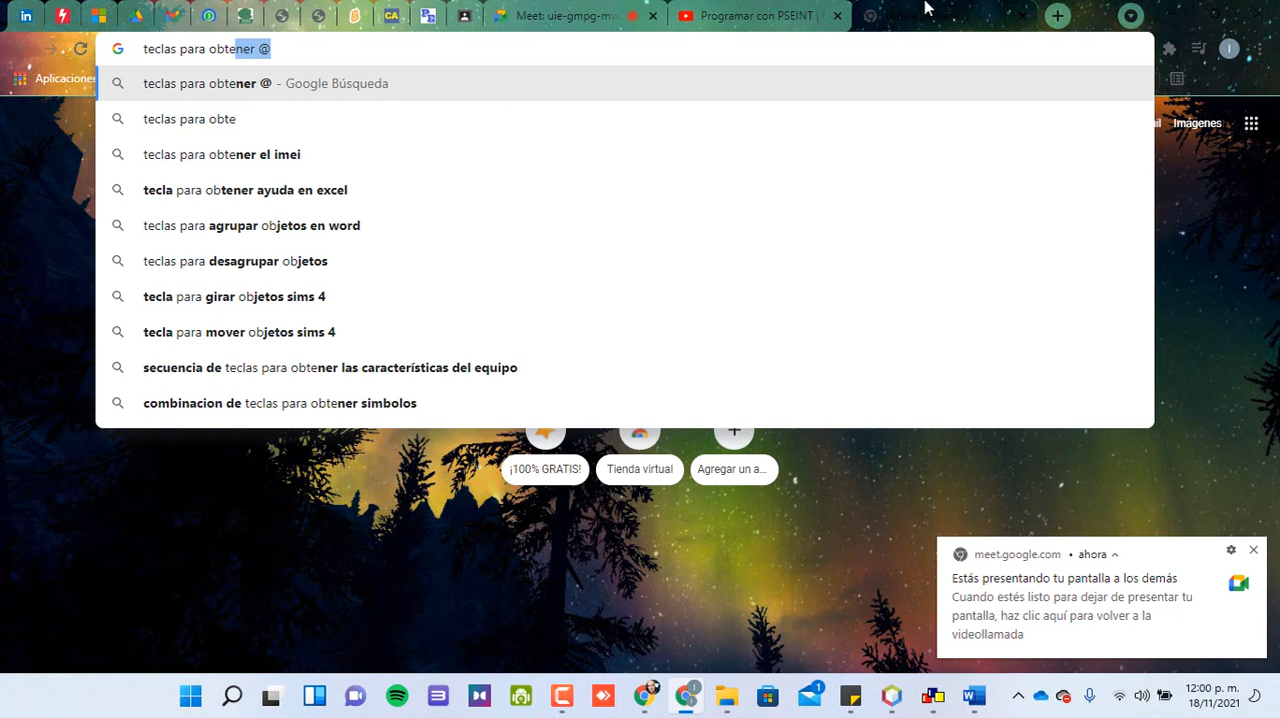 Meet: uie-gmpg-mw
Programar con PSEINT |
teclas para obtener @
Aplicaciones
teclas para obtener @ - Google Búsqueda
teclas para obte
teclas para obtener el imei
tecla para obtener ayuda en excel
teclas para agrupar objetos en word
teclas para desagrupar objetos
tecla para girar objetos sims 4
tecla para mover objetos sims 4
secuencia de teclas para obtener las características del equipo
combinacion de teclas para obtener simbolos
Imágenes
I
¡100% GRATIS!
Tienda virtual
Agregar un a...
meet.google.com • ahora
Estás presentando tu pantalla a los demás
Cuando estés listo para dejar de presentar tu
pantalla, haz clic aquí para volver a la
videollamada
12:00 p. m.
18/11/2021